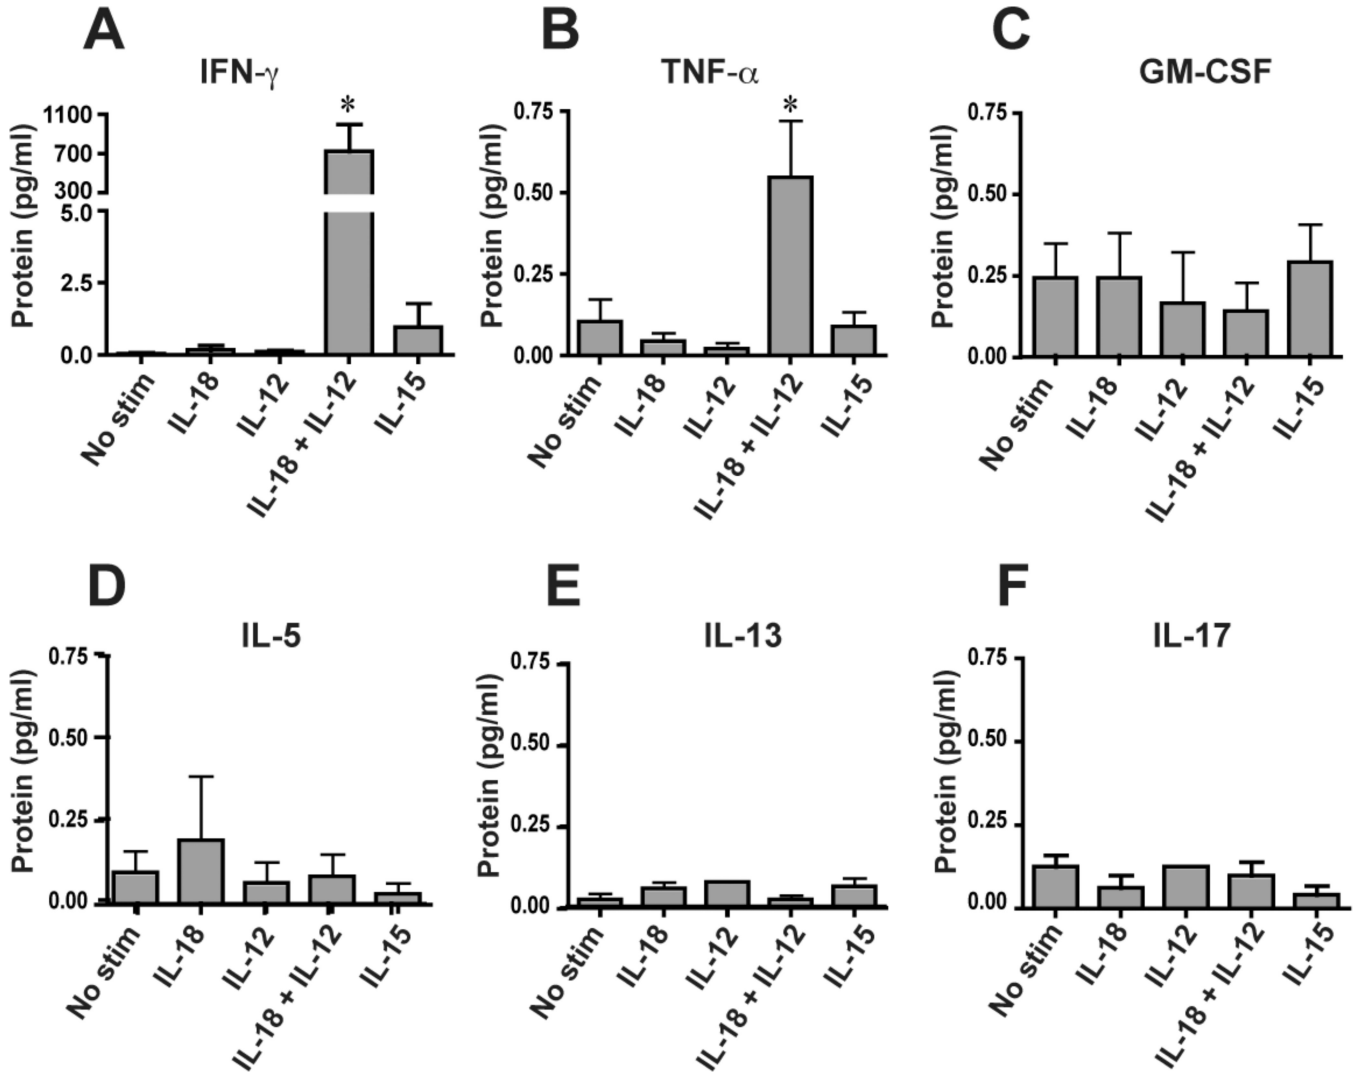 A
IFN-γ
Protein (pg/ml)
1100
700
300
5.0
2.5
0.0
*
No stim
IL-18
IL-12
IL-18 + IL-12
IL-15
B
TNF-α
Protein (pg/ml)
0.75
0.50
0.25
0.00
*
No stim
IL-18
IL-12
IL-18 + IL-12
IL-15
C
GM-CSF
Protein (pg/ml)
0.75
0.50
0.25
0.00
No stim
IL-18
IL-12
IL-18 + IL-12
IL-15
D
IL-5
Protein (pg/ml)
0.75
0.50
0.25
0.00
No stim
IL-18
IL-12
IL-18 + IL-12
IL-15
E
IL-13
Protein (pg/ml)
0.75
0.50
0.25
0.00
No stim
IL-18
IL-12
IL-18 + IL-12
IL-15
F
IL-17
Protein (pg/ml)
0.75
0.50
0.25
0.00
No stim
IL-18
IL-12
IL-18 + IL-12
IL-15